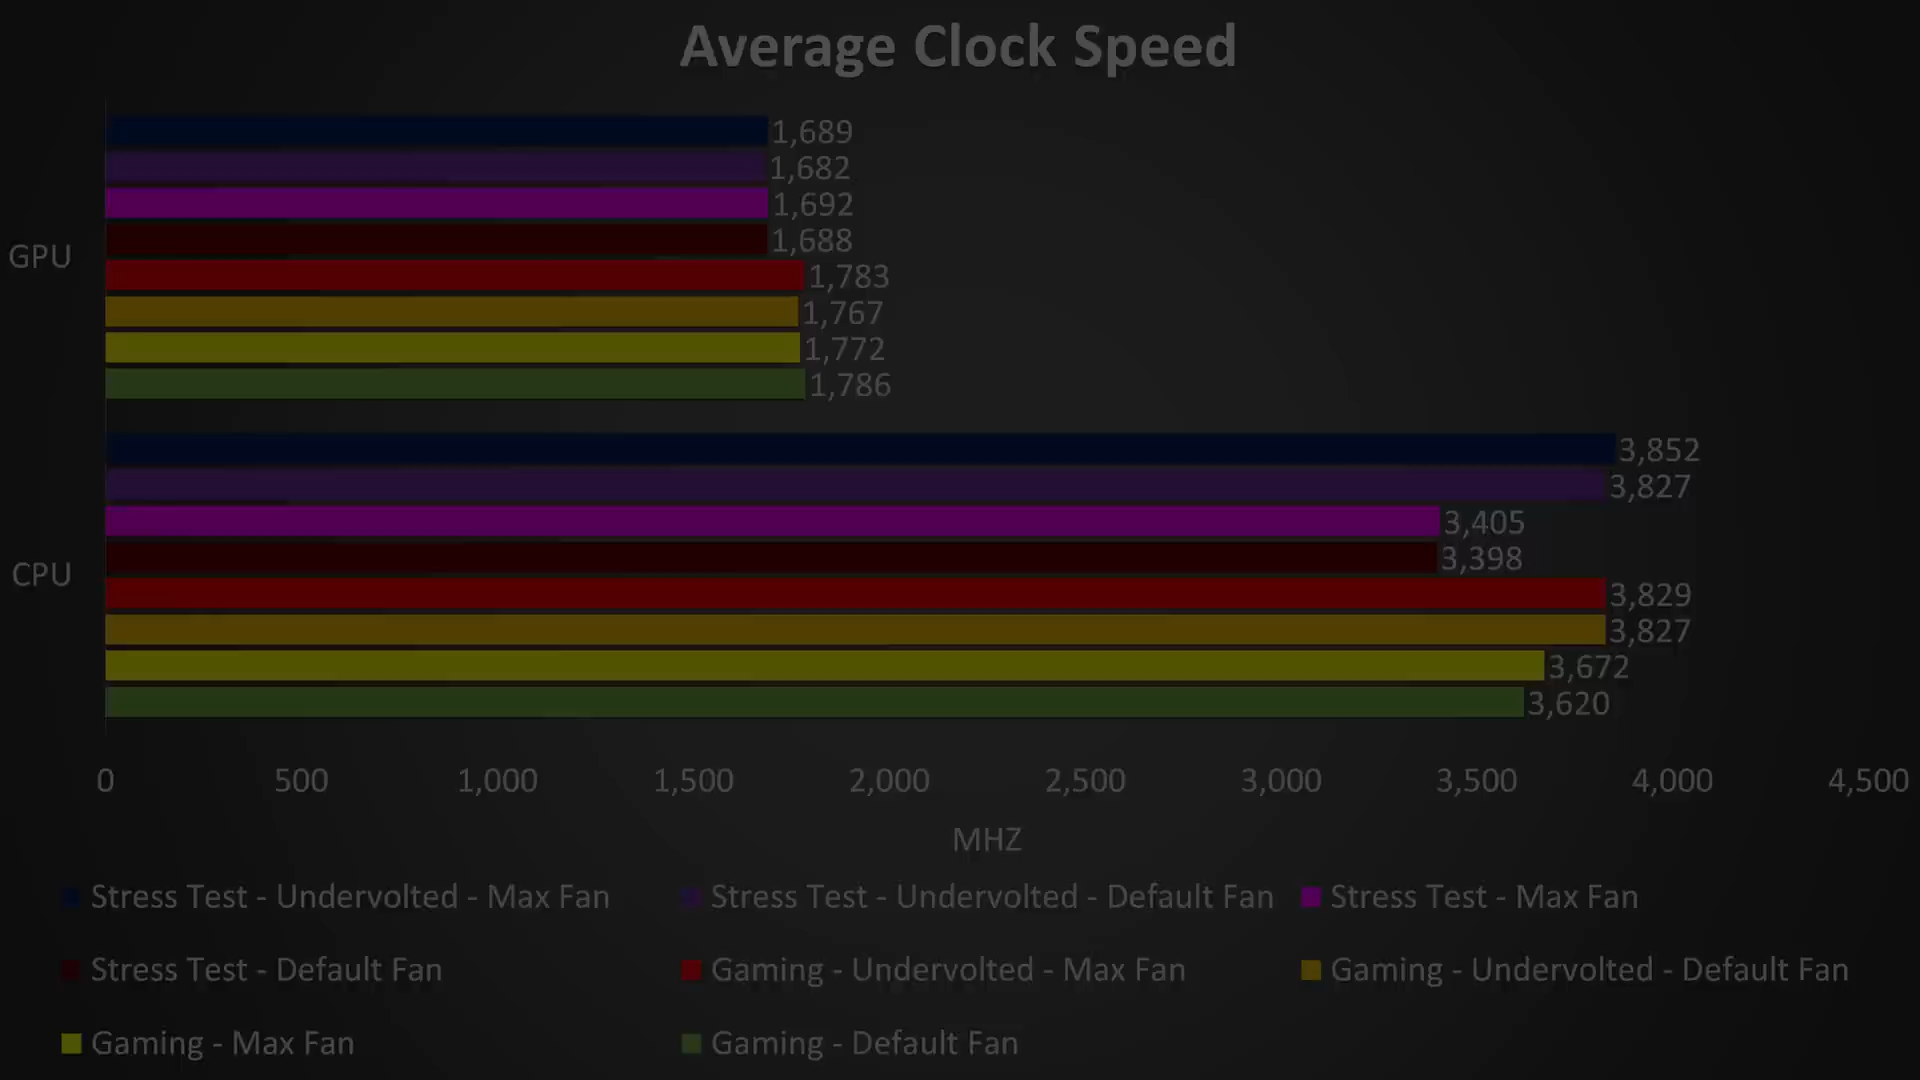 Average Clock Speed
1,689
1,682
1,692
1,688
GPU
1,783
1,767
1,772
1,786
3,852
3,827
3,405
3,398
CPU
3,829
3,827
3,672
3,620
0 500 1,000 1,500 2,000 2,500 3,000 3,500 4,000 4,500
MHZ
Stress Test - Undervolted - Max Fan Stress Test - Undervolted - Default Fan Stress Test - Max Fan
Stress Test - Default Fan Gaming - Undervolted - Max Fan Gaming - Undervolted - Default Fan
Gaming - Max Fan Gaming - Default Fan